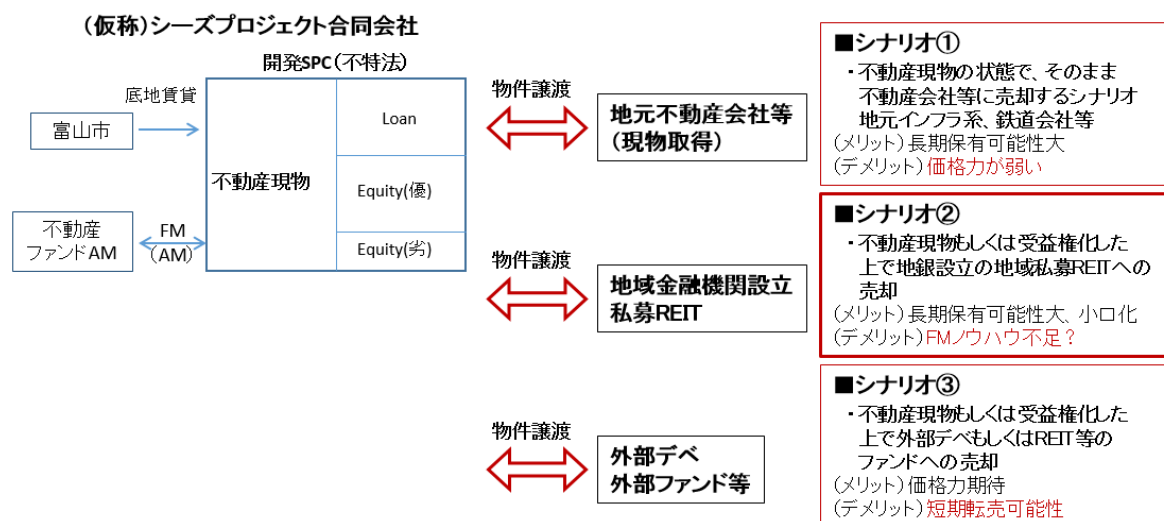 (仮称)シーズプロジェクト合同会社
開発SPC(不特法)
底地賃貸
富山市
不動産
ファンドAM
FM
(AM)
不動産現物
Loan
Equity(優)
Equity(劣)
物件譲渡
地元不動産会社等
(現物取得)
物件譲渡
地域金融機関設立
私募REIT
物件譲渡
外部デベ
外部ファンド等
■シナリオ①
・不動産現物の状態で、そのまま
不動産会社等に売却するシナリオ
地元インフラ系、鉄道会社等
(メリット)長期保有可能性大
(デメリット)価格力が弱い
■シナリオ②
・不動産現物もしくは受益権化した
上で地銀設立の地域私募REITへの
売却
(メリット)長期保有可能性大、小口化
(デメリット)FMノウハウ不足？
■シナリオ③
・不動産現物もしくは受益権化した
上で外部デベもしくはREIT等の
ファンドへの売却
(メリット)価格力期待
(デメリット)短期転売可能性